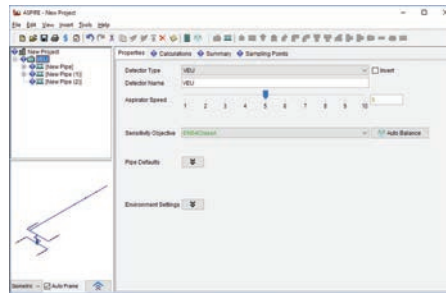 ASPIRE - New Project
File Edit View Insert Tools Help
New Project
VEU
[New Pipe]
[New Pipe (1)]
[New Pipe (2)]
Properties Calculations Summary Sampling Points
Detector Type VEU Invert
Detector Name VEU
Aspirator Speed
1 2 3 4 5 6 7 8 9 10
Sensitivity Objective Auto Balance
Pipe Defaults
Environment Settings
Isometric Auto Frame